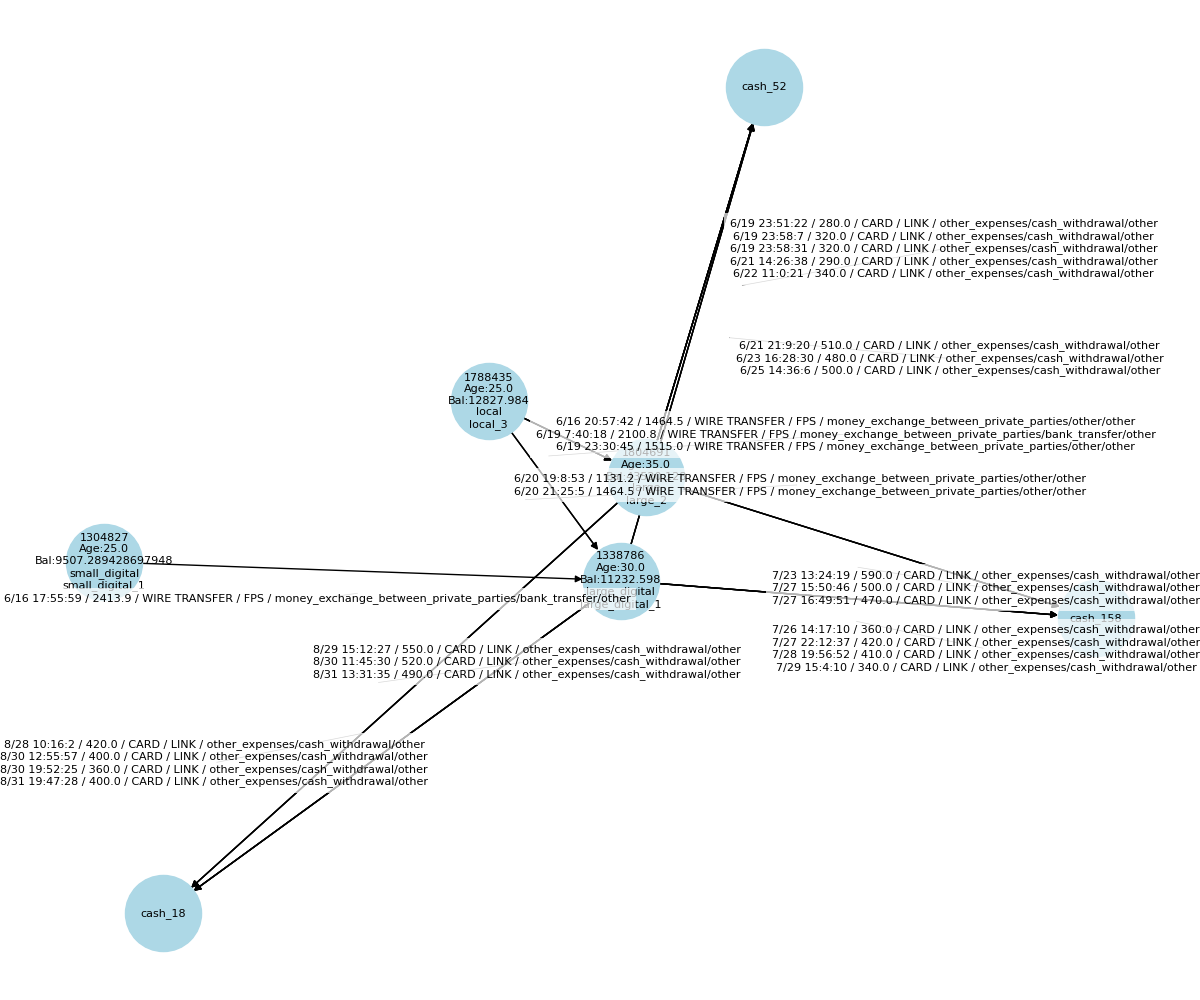 cash_52
6/19 23:51:22 / 280.0 / CARD / LINK / other_expenses/cash_withdrawal/other
6/19 23:58:7 / 320.0 / CARD / LINK / other_expenses/cash_withdrawal/other
6/19 23:58:31 / 320.0 / CARD / LINK / other_expenses/cash_withdrawal/other
6/21 14:26:38 / 290.0 / CARD / LINK / other_expenses/cash_withdrawal/other
6/22 11:0:21 / 340.0 / CARD / LINK / other_expenses/cash_withdrawal/other
6/21 21:9:20 / 510.0 / CARD / LINK / other_expenses/cash_withdrawal/other
6/23 16:28:30 / 480.0 / CARD / LINK / other_expenses/cash_withdrawal/other
6/25 14:36:6 / 500.0 / CARD / LINK / other_expenses/cash_withdrawal/other
1788435
Age:25.0
Bal:12827.984
local
local_3
6/16 20:57:42 / 1464.5 / WIRE TRANSFER / FPS / money_exchange_between_private_parties/other/other
6/19 7:40:18 / 2100.8 / WIRE TRANSFER / FPS / money_exchange_between_private_parties/bank_transfer/other
6/19 23:30:45 / 1515.0 / WIRE TRANSFER / FPS / money_exchange_between_private_parties/other/other
1804691
Age:35.0
6/20 19:8:53 / 1131.2 / WIRE TRANSFER / FPS / money_exchange_between_private_parties/other/other
6/20 21:25:5 / 1464.5 / WIRE TRANSFER / FPS / money_exchange_between_private_parties/other/other
large_2
1304827
Age:25.0
Bal:9507.289428697948
small_digital
small_digital_1
6/16 17:55:59 / 2413.9 / WIRE TRANSFER / FPS / money_exchange_between_private_parties/bank_transfer/other
1338786
Age:30.0
Bal:11232.598
large_digital
large_digital_1
7/23 13:24:19 / 590.0 / CARD / LINK / other_expenses/cash_withdrawal/other
7/27 15:50:46 / 500.0 / CARD / LINK / other_expenses/cash_withdrawal/other
7/27 16:49:51 / 470.0 / CARD / LINK / other_expenses/cash_withdrawal/other
cash_158
7/26 14:17:10 / 360.0 / CARD / LINK / other_expenses/cash_withdrawal/other
7/27 22:12:37 / 420.0 / CARD / LINK / other_expenses/cash_withdrawal/other
7/28 19:56:52 / 410.0 / CARD / LINK / other_expenses/cash_withdrawal/other
7/29 15:4:10 / 340.0 / CARD / LINK / other_expenses/cash_withdrawal/other
8/29 15:12:27 / 550.0 / CARD / LINK / other_expenses/cash_withdrawal/other
8/30 11:45:30 / 520.0 / CARD / LINK / other_expenses/cash_withdrawal/other
8/31 13:31:35 / 490.0 / CARD / LINK / other_expenses/cash_withdrawal/other
8/28 10:16:2 / 420.0 / CARD / LINK / other_expenses/cash_withdrawal/other
8/30 12:55:57 / 400.0 / CARD / LINK / other_expenses/cash_withdrawal/other
8/30 19:52:25 / 360.0 / CARD / LINK / other_expenses/cash_withdrawal/other
8/31 19:47:28 / 400.0 / CARD / LINK / other_expenses/cash_withdrawal/other
cash_18